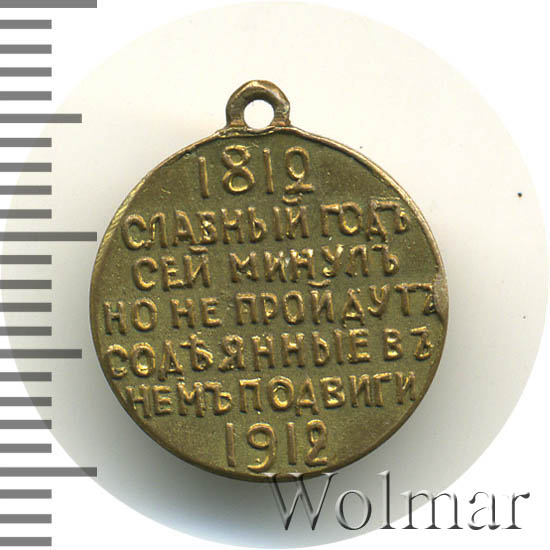 1812
СЛАВНЫЙ ГОДЪ
СЕЙ МИНУЛЪ
НО НЕ ПРОЙДУТЪ
СОДѢЯННЫЕ ВЪ
НЕМЪ ПОДВИГИ
1912
Wolmar